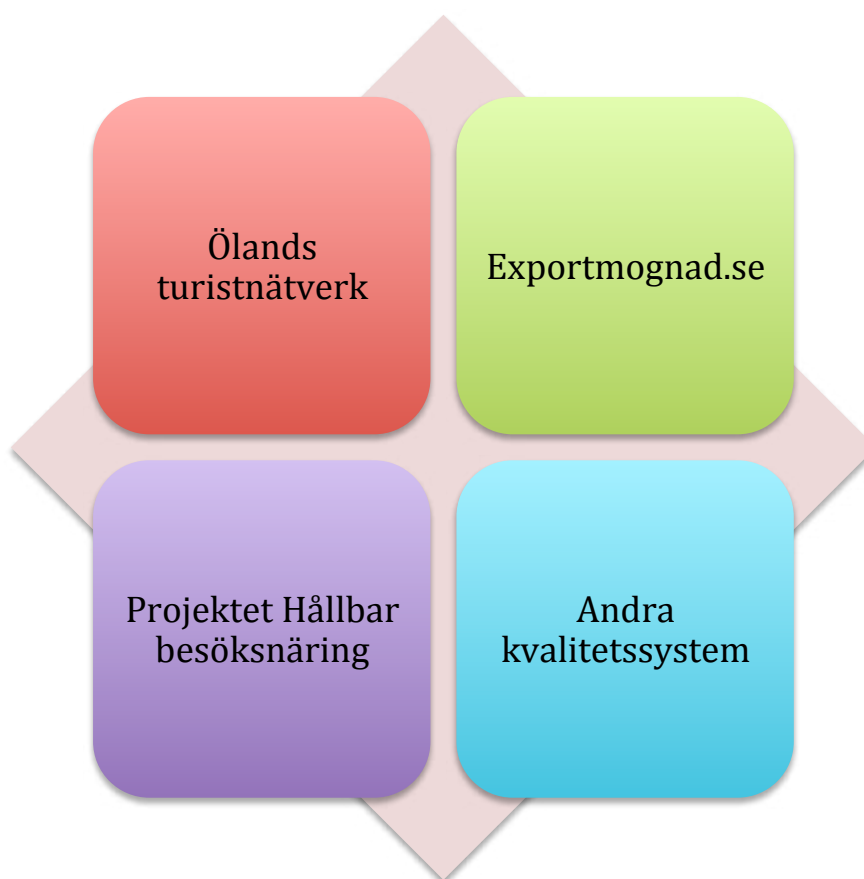 Ölands
turistnätverk
Exportmognad.se
Projektet Hållbar
besöksnäring
Andra
kvalitetssystem